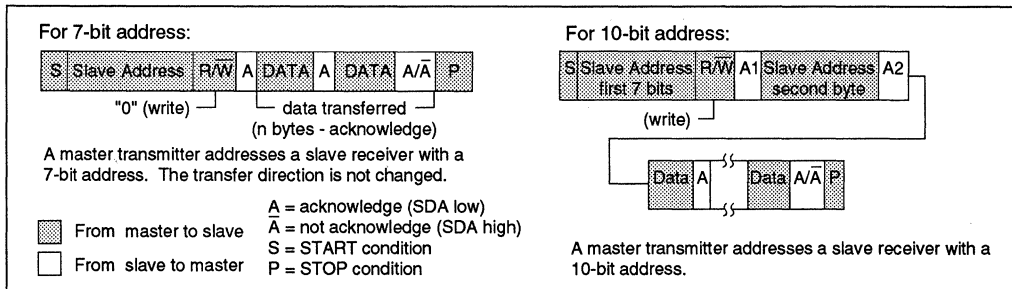 For 7-bit address:
S Slave Address R/W̅ A DATA A DATA A/A̅ P
"0" (write)
data transferred
(n bytes - acknowledge)
A master transmitter addresses a slave receiver with a
7-bit address. The transfer direction is not changed.
From master to slave
From slave to master
A = acknowledge (SDA low)
A̅ = not acknowledge (SDA high)
S = START condition
P = STOP condition
For 10-bit address:
S Slave Address first 7 bits R/W̅ A1 Slave Address second byte A2
(write)
Data A Data A/A̅ P
A master transmitter addresses a slave receiver with a
10-bit address.